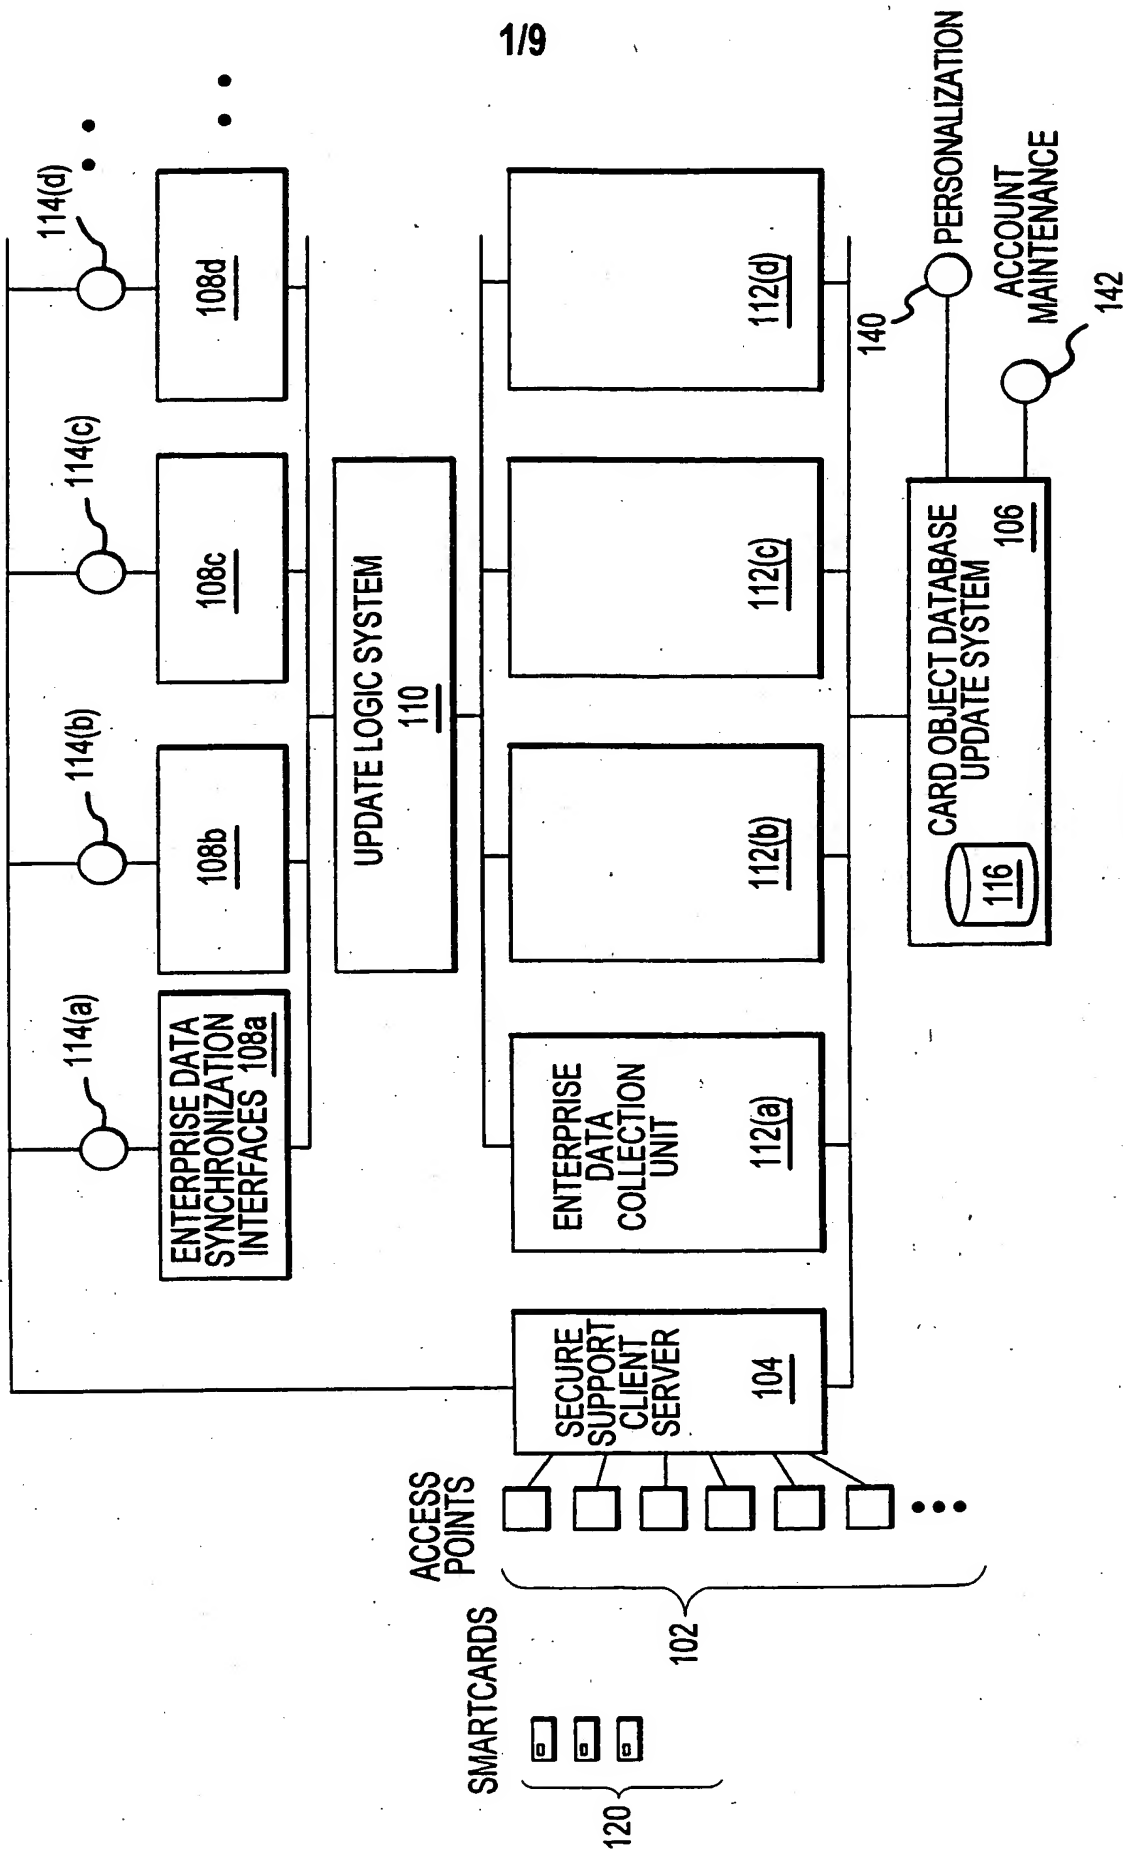 1/9
114(a)
114(b)
114(c)
114(d)
ENTERPRISE DATA
SYNCHRONIZATION
INTERFACES 108a
108b
108c
108d
UPDATE LOGIC SYSTEM
110
SMARTCARDS
120
ACCESS
POINTS
102
SECURE
SUPPORT
CLIENT
SERVER
104
ENTERPRISE
DATA
COLLECTION
UNIT
112(a)
112(b)
112(c)
112(d)
CARD OBJECT DATABASE
UPDATE SYSTEM
106
116
140
PERSONALIZATION
ACCOUNT
MAINTENANCE
142